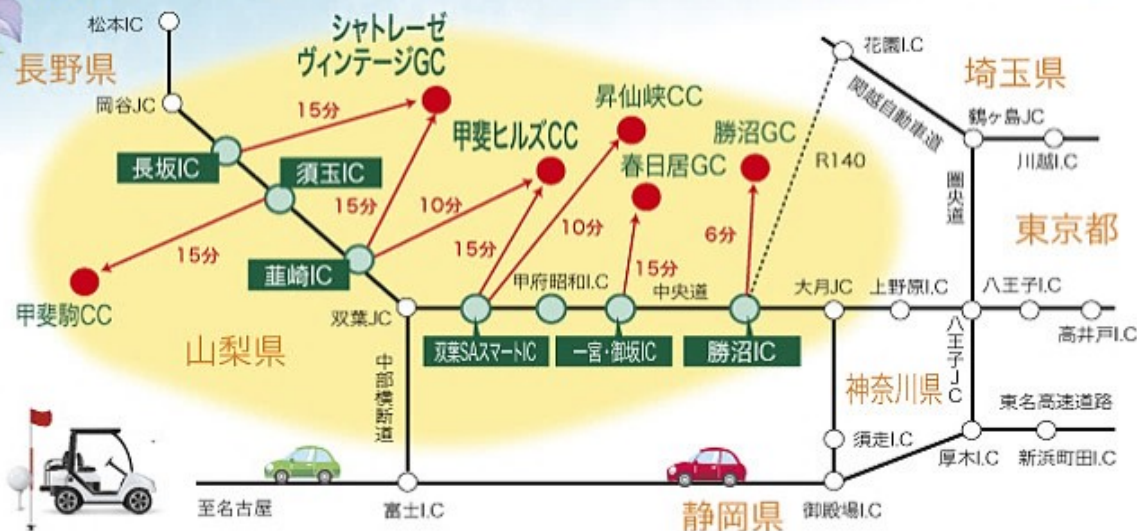 松本IC
シャトレーゼ
ヴィンテージGC
花園I.C
長野県
埼玉県
岡谷JC
15分
昇仙峡CC
関越自動車道
鶴ヶ島JC
甲斐ヒルズCC
勝沼GC
川越I.C
長坂IC
須玉IC
春日居GC
R140
圏央道
15分
10分
15分
10分
6分
東京都
15分
韮崎IC
15分
甲府昭和I.C
中央道
大月JC
上野原I.C
八王子I.C
甲斐駒CC
双葉JC
高井戸I.C
山梨県
双葉SAスマートIC
一宮・御坂IC
勝沼IC
八王子JC
中部横断道
神奈川県
東名高速道路
須走I.C
厚木I.C
新浜町田I.C
至名古屋
富士I.C
静岡県
御殿場I.C